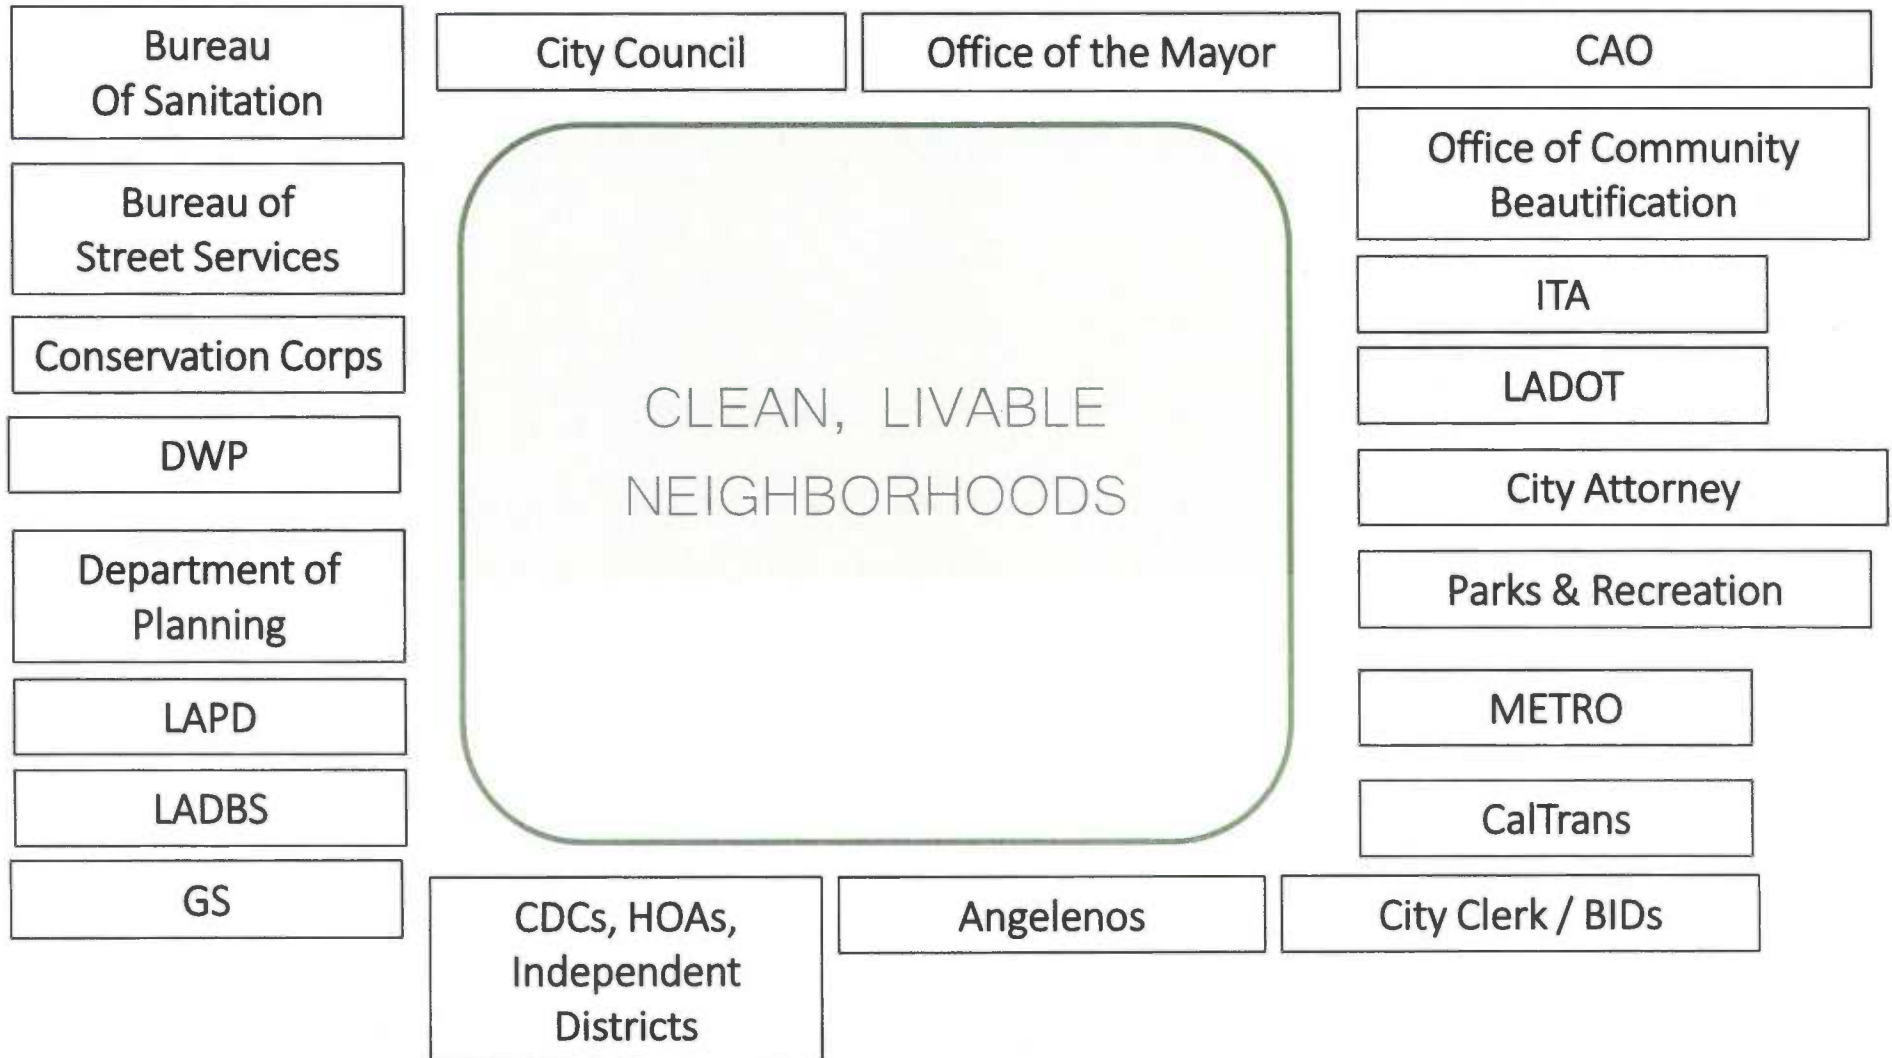 Bureau
Of Sanitation
City Council
Office of the Mayor
CAO
Office of Community
Beautification
Bureau of
Street Services
ITA
Conservation Corps
LADOT
CLEAN, LIVABLE
NEIGHBORHOODS
DWP
City Attorney
Department of
Planning
Parks & Recreation
LAPD
METRO
LADBS
CalTrans
GS
CDCs, HOAs,
Independent
Districts
Angelenos
City Clerk / BIDs